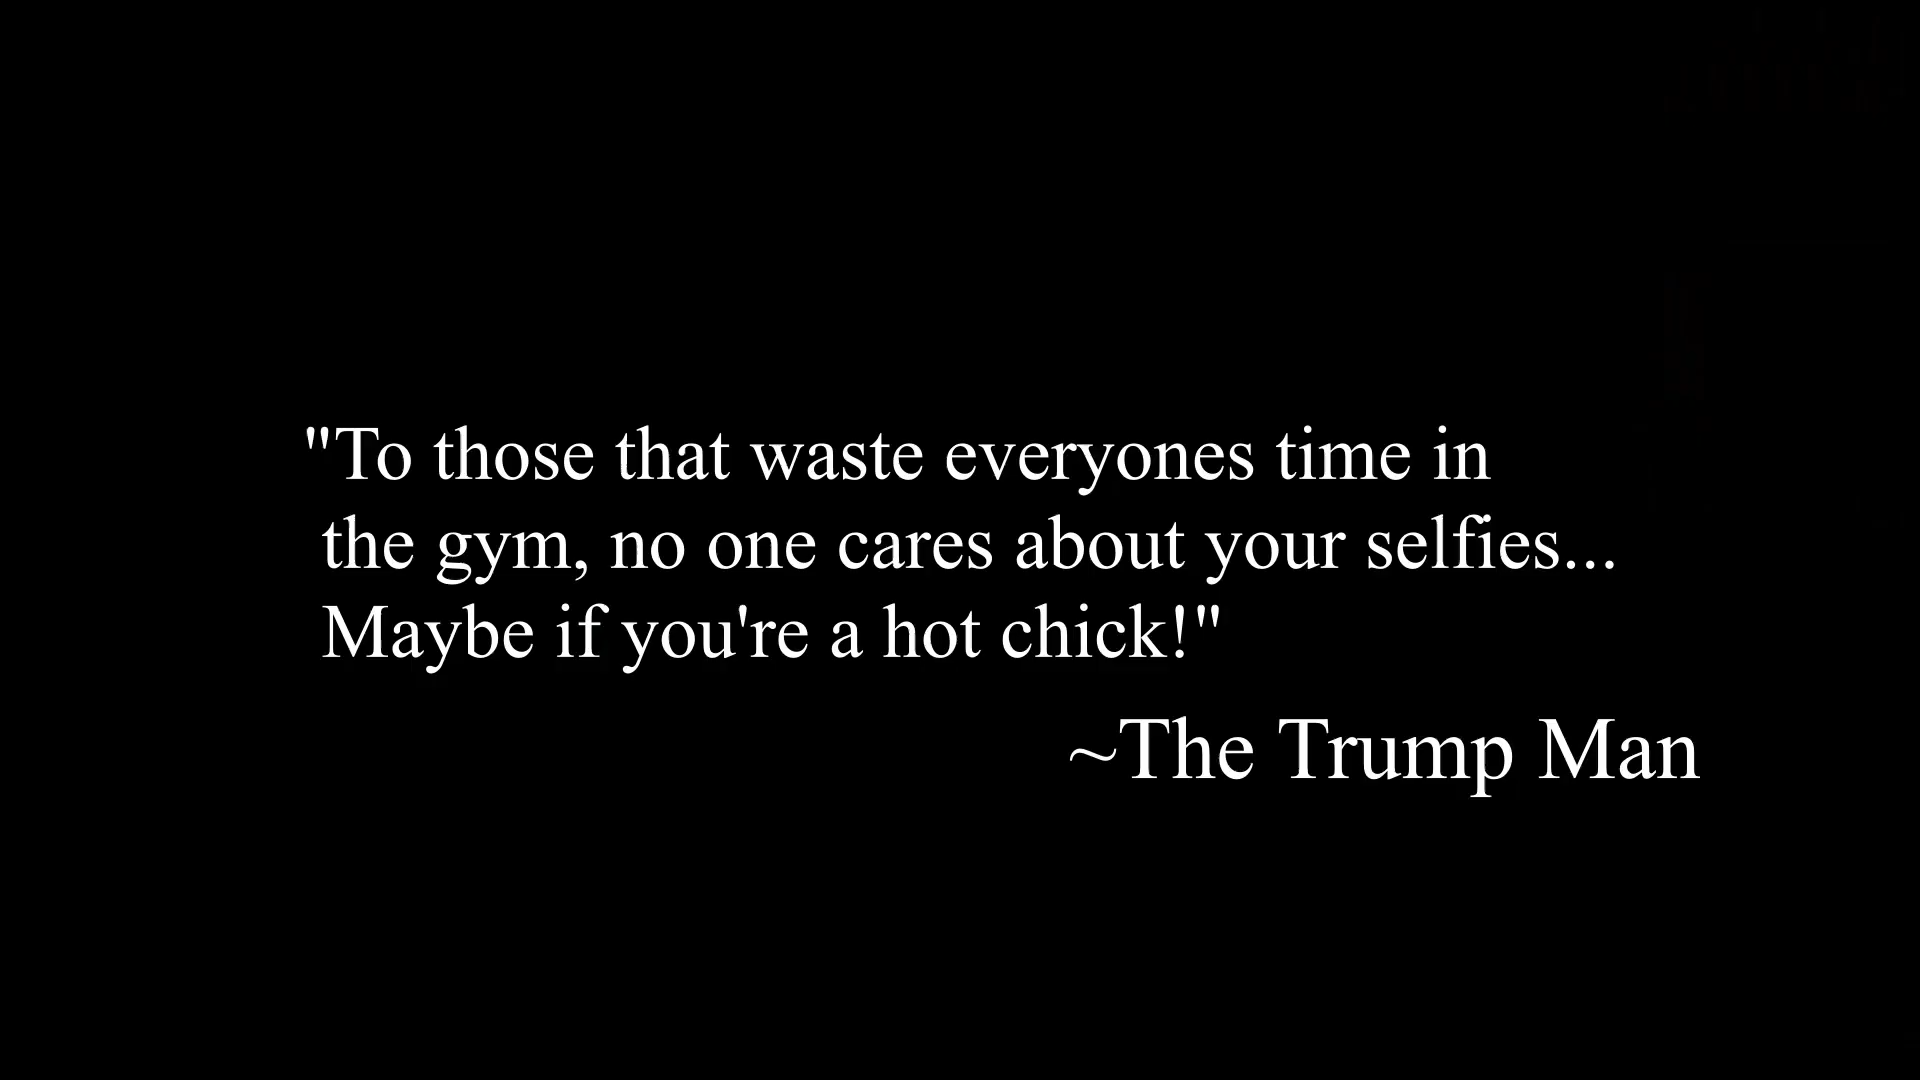 "To those that waste everyones time in
the gym, no one cares about your selfies...
Maybe if you're a hot chick!"
~The Trump Man